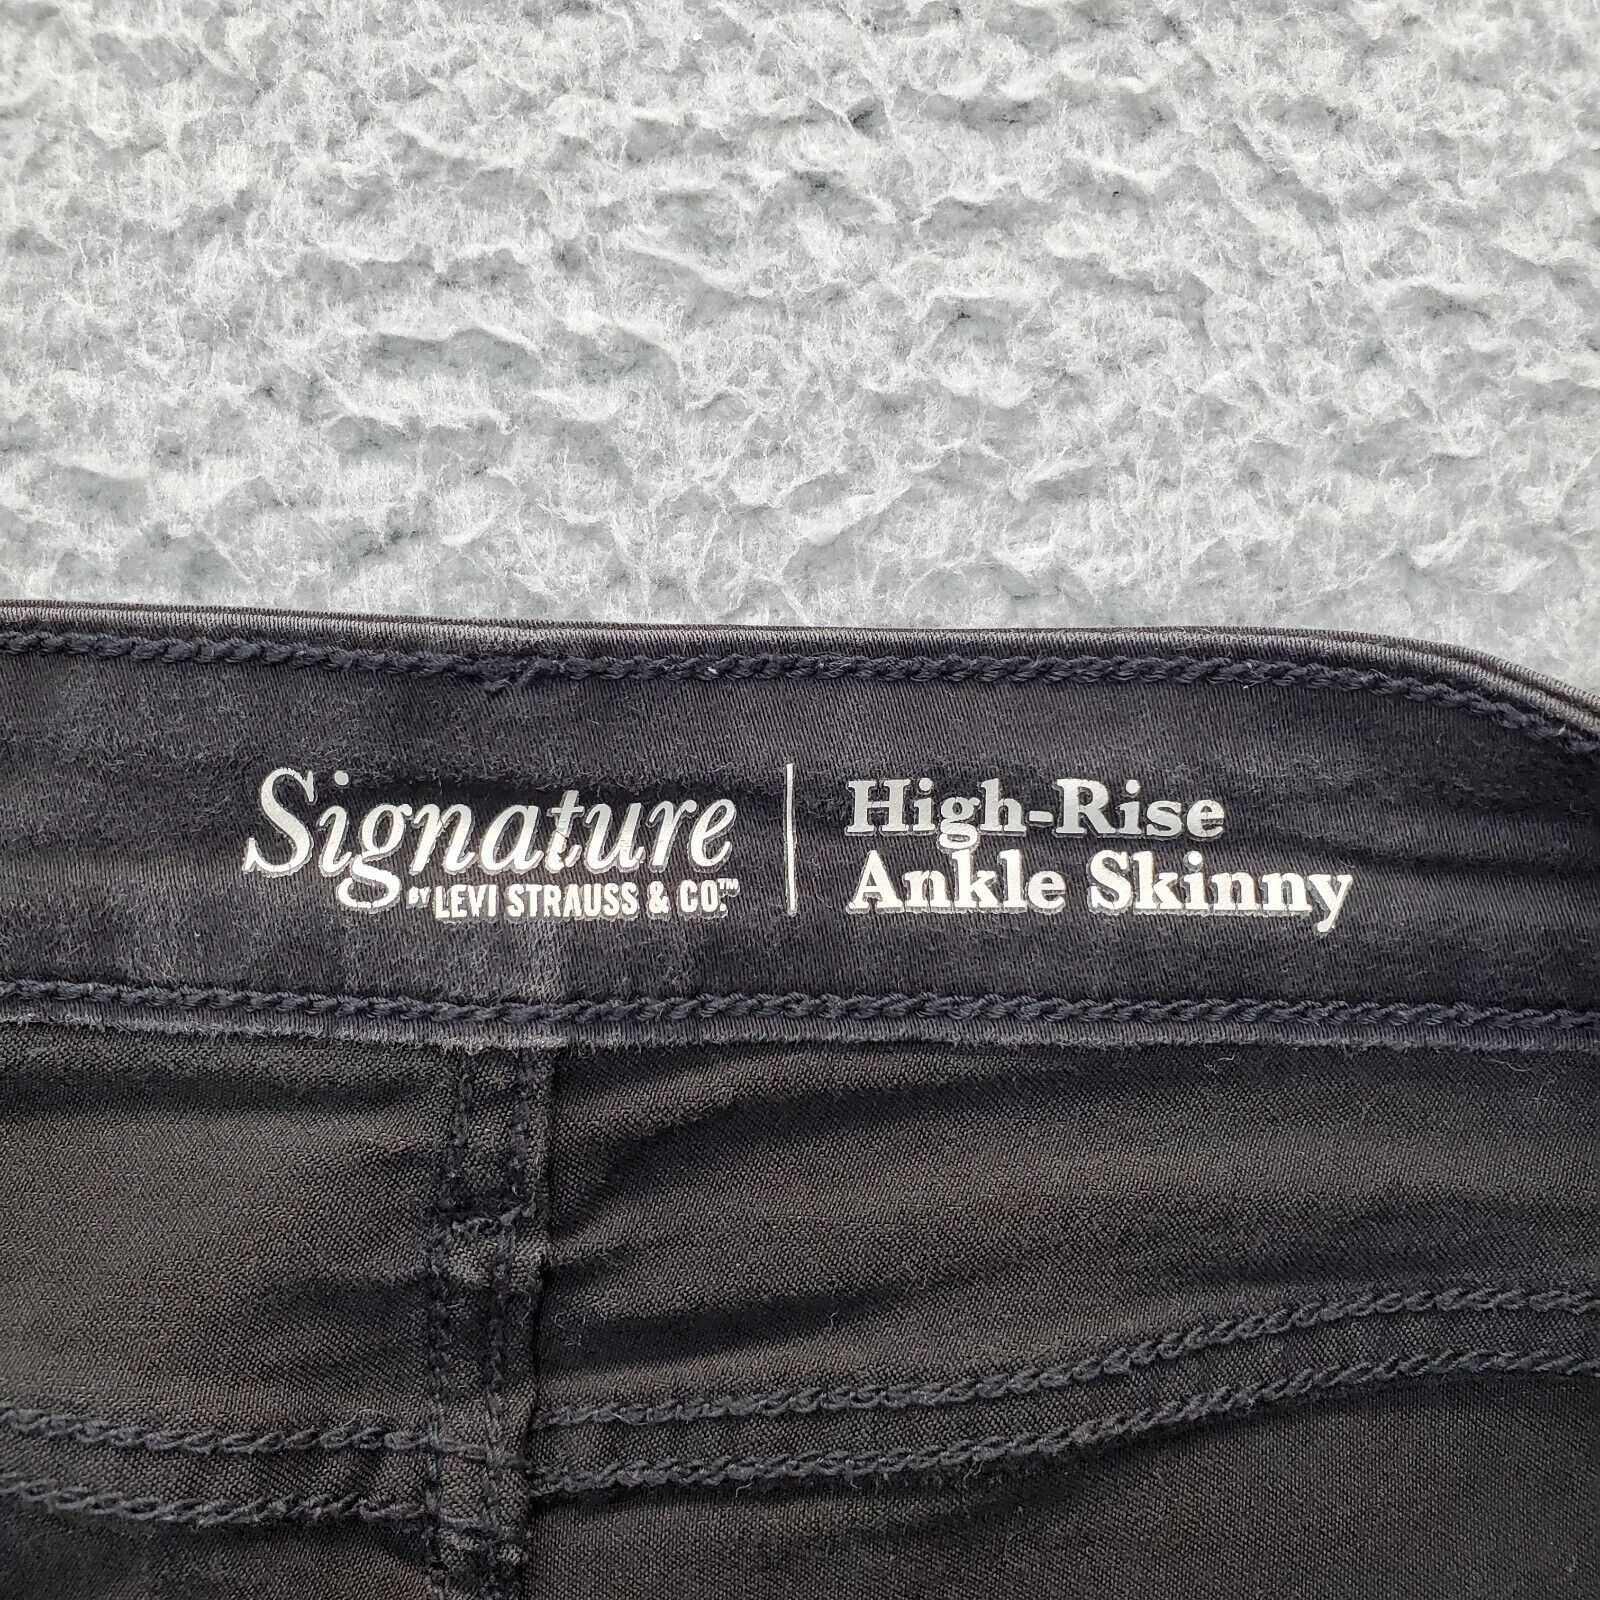 Signature
BY LEVI STRAUSS & CO.™
High-Rise
Ankle Skinny